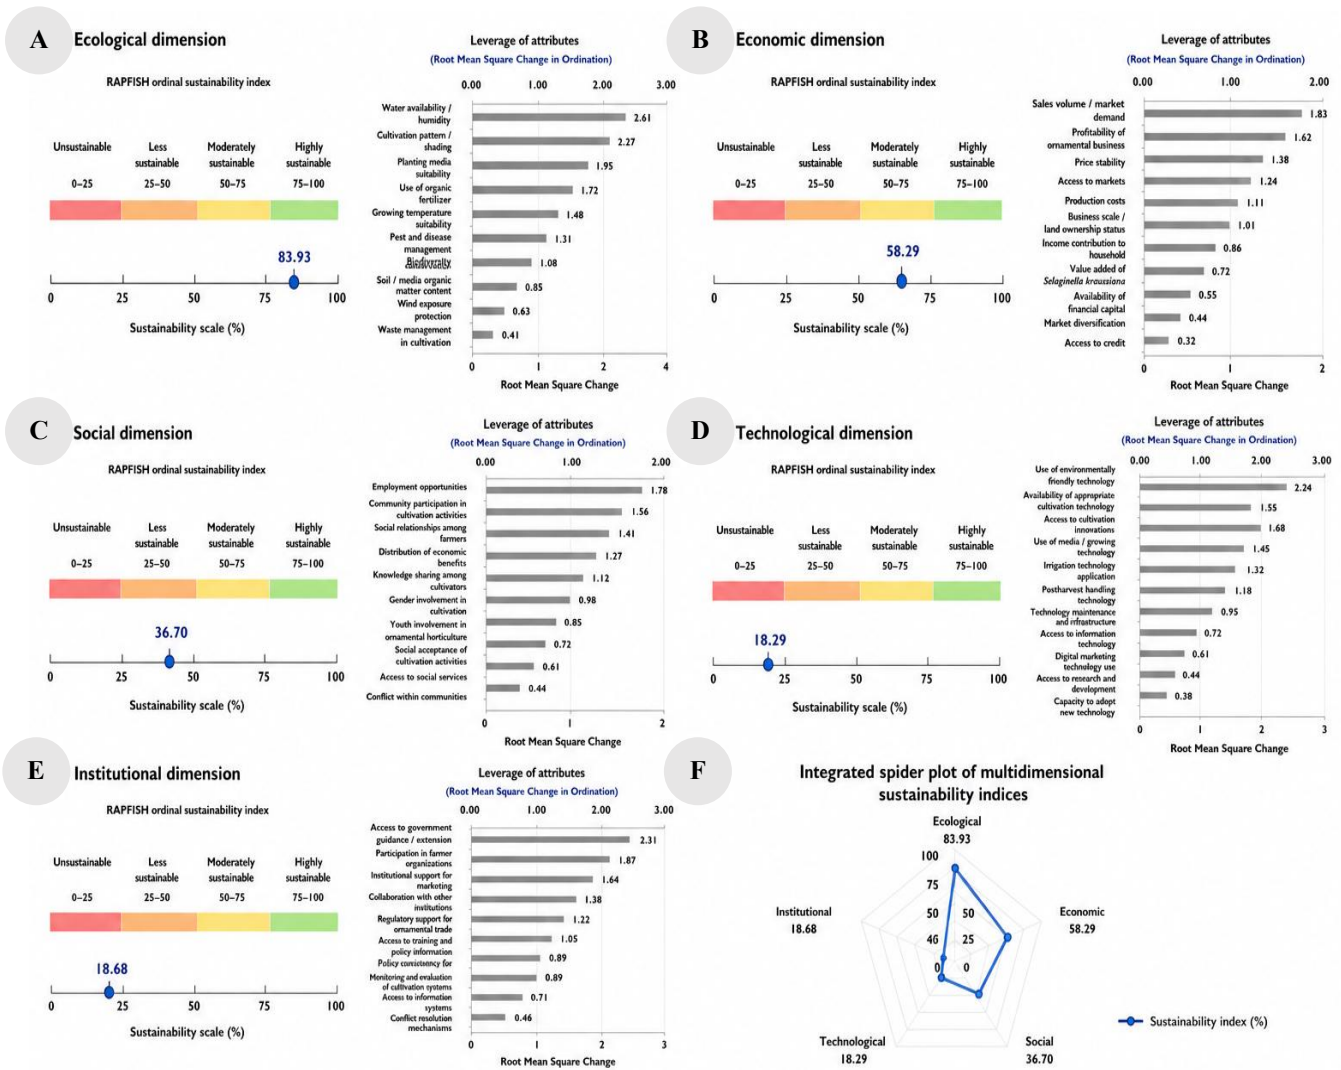 A
Ecological dimension
RAPFISH ordinal sustainability index
Unsustainable
Less
sustainable
Moderately
sustainable
Highly
sustainable
0–25
25–50
50–75
75–100
83.93
0
25
50
75
100
Sustainability scale (%)
Leverage of attributes
(Root Mean Square Change in Ordination)
0.00
1.00
2.00
3.00
Water availability /
humidity
2.61
Cultivation pattern /
shading
2.27
Planting media
suitability
1.95
Use of organic
fertilizer
1.72
Growing temperature
suitability
1.48
Pest and disease
management
1.31
Biodiversity
conservation
1.08
Soil / media organic
matter content
0.85
Wind exposure
protection
0.63
Waste management
in cultivation
0.41
0
1
2
4
Root Mean Square Change
B
Economic dimension
RAPFISH ordinal sustainability index
Unsustainable
Less
sustainable
Moderately
sustainable
Highly
sustainable
0–25
25–50
50–75
75–100
58.29
0
25
50
75
100
Sustainability scale (%)
Leverage of attributes
(Root Mean Square Change in Ordination)
0.00
1.00
2.00
Sales volume / market
demand
1.83
Profitability of
ornamental business
1.62
Price stability
1.38
Access to markets
1.24
Production costs
1.11
Business scale /
land ownership status
1.01
Income contribution to
household
0.86
Value added of
Selaginella kraussiana
0.72
Availability of
financial capital
0.55
Market diversification
0.44
Access to credit
0.32
0
1
2
Root Mean Square Change
C
Social dimension
RAPFISH ordinal sustainability index
Unsustainable
Less
sustainable
Moderately
sustainable
Highly
sustainable
0–25
25–50
50–75
75–100
36.70
0
25
50
75
100
Sustainability scale (%)
Leverage of attributes
(Root Mean Square Change in Ordination)
0.00
1.00
2.00
Employment opportunities
1.78
Community participation in
cultivation activities
1.56
Social relationships among
farmers
1.41
Distribution of economic
benefits
1.27
Knowledge sharing among
cultivators
1.12
Gender involvement in
cultivation
0.98
Youth involvement in
ornamental horticulture
0.85
Social acceptance of
cultivation activities
0.72
0.61
Access to social services
0.44
Conflict within communities
0
1
2
Root Mean Square Change
D
Technological dimension
RAPFISH ordinal sustainability index
Unsustainable
Less
sustainable
Moderately
sustainable
Highly
sustainable
0–25
25–50
50–75
75–100
18.29
0
25
50
75
100
Sustainability scale (%)
Leverage of attributes
(Root Mean Square Change in Ordination)
0.00
1.00
2.00
3.00
Use of environmentally
friendly technology
2.24
Availability of appropriate
cultivation technology
1.55
Access to cultivation
innovations
1.68
Use of media / growing
technology
1.45
Irrigation technology
application
1.32
Postharvest handling
technology
1.18
Technology maintenance
and
0.95
Access to information
technology
0.72
Digital marketing
technology use
0.61
Access to research and
development
0.44
Capacity to adopt
new technology
0.38
0
1
2
3
Root Mean Square Change
E
Institutional dimension
RAPFISH ordinal sustainability index
Unsustainable
Less
sustainable
Moderately
sustainable
Highly
sustainable
0–25
25–50
50–75
75–100
18.68
0
25
50
75
100
Sustainability scale (%)
Leverage of attributes
(Root Mean Square Change in Ordination)
0.00
1.00
2.00
3.00
Access to government
guidance / extension
2.31
Participation in farmer
organizations
1.87
Institutional support for
marketing
1.64
Collaboration with other
institutions
1.38
Regulatory support for
ornamental trade
1.22
Access to training and
policy information
1.05
Policy consistency for
0.89
Monitoring and evaluation
of cultivation systems
0.89
Access to information
systems
0.71
Conflict resolution
mechanisms
0.46
0
1
2
3
Root Mean Square Change
F
Integrated spider plot of multidimensional
sustainability indices
Ecological
83.93
100
75
50
50
46
25
0
0
Institutional
18.68
Economic
58.29
Technological
18.29
Social
36.70
Sustainability index (%)